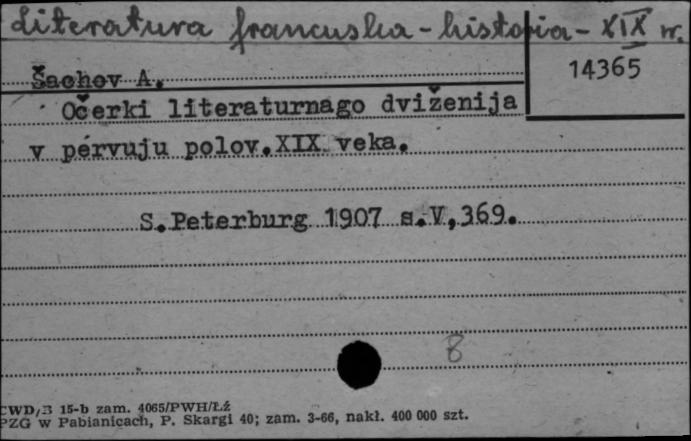 Literatura francuska - historia - XIX w.
14365
Šachov A.
Očerki literaturnago dviženija
v pérvuju polov.XIX veka.
S.Peterburg 1907 s.V,369.
8
CWD/3 15-b zam. 4065/PWH/Łź
PZG w Pabianicach, P. Skargi 40; zam. 3-66, nakł. 400 000 szt.